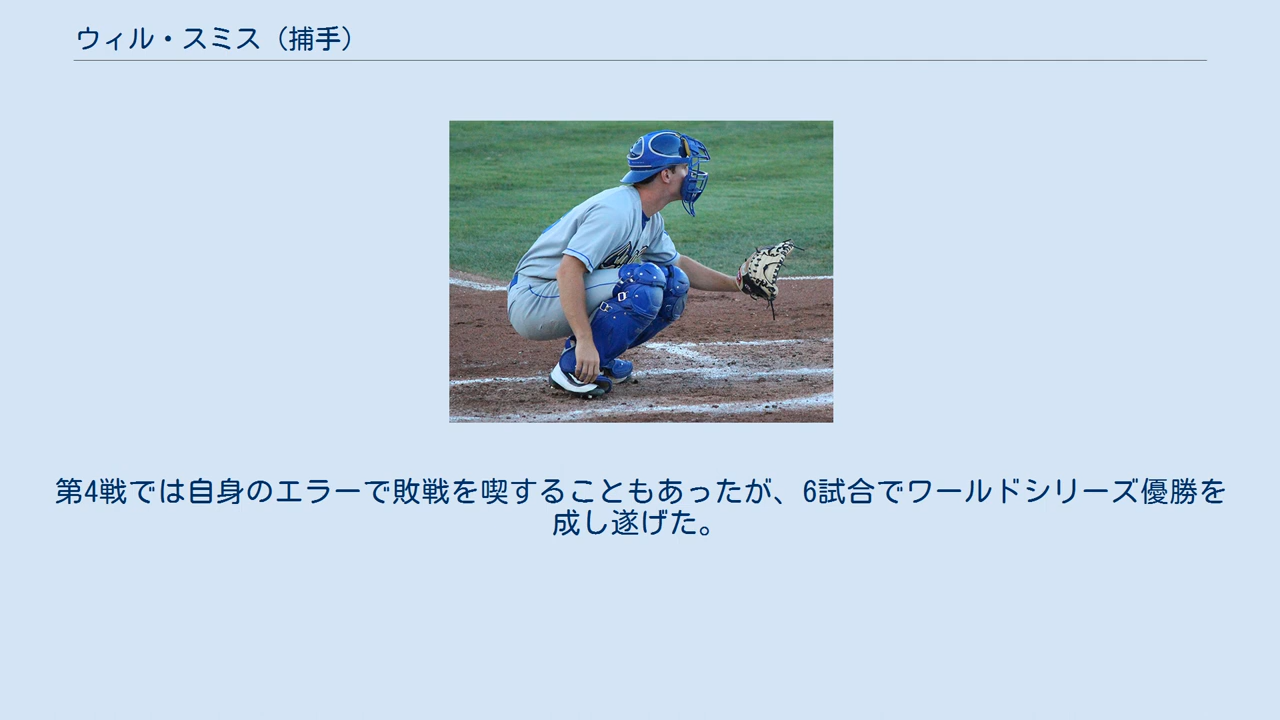 ウィル・スミス（捕手）
第4戦では自身のエラーで敗戦を喫することもあったが、6試合でワールドシリーズ優勝を
成し遂げた。